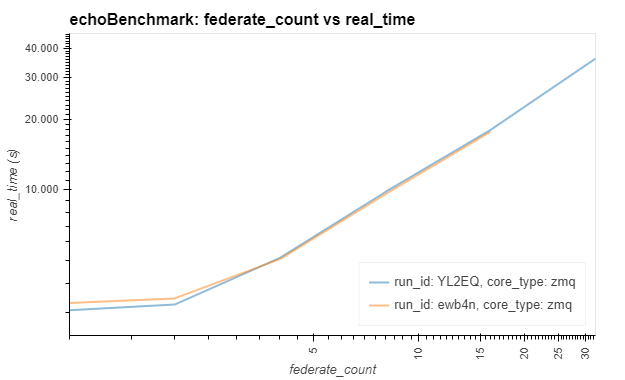 echoBenchmark: federate_count vs real_time
40.000
30.000
20.000
10.000
real_time (s)
run_id: YL2EQ, core_type: zmq
run_id: ewb4n, core_type: zmq
5
10
15
20
25
30
federate_count